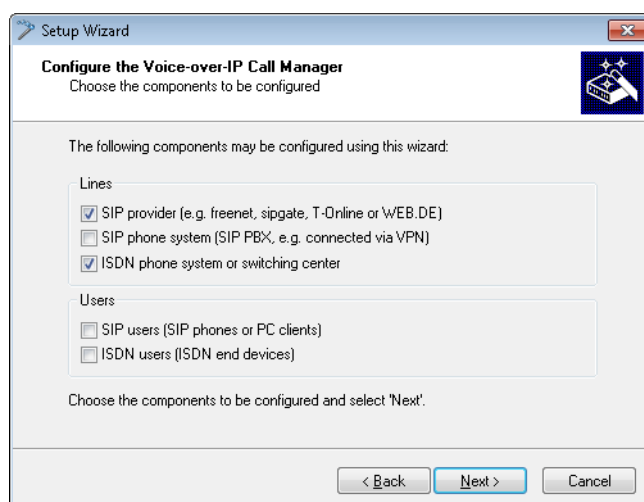 Setup Wizard
Configure the Voice-over-IP Call Manager
Choose the components to be configured
The following components may be configured using this wizard:
Lines
SIP provider (e.g. freenet, sipgate, T-Online or WEB.DE)
SIP phone system (SIP PBX, e.g. connected via VPN)
ISDN phone system or switching center
Users
SIP users (SIP phones or PC clients)
ISDN users (ISDN end devices)
Choose the components to be configured and select 'Next'.
< Back
Next >
Cancel